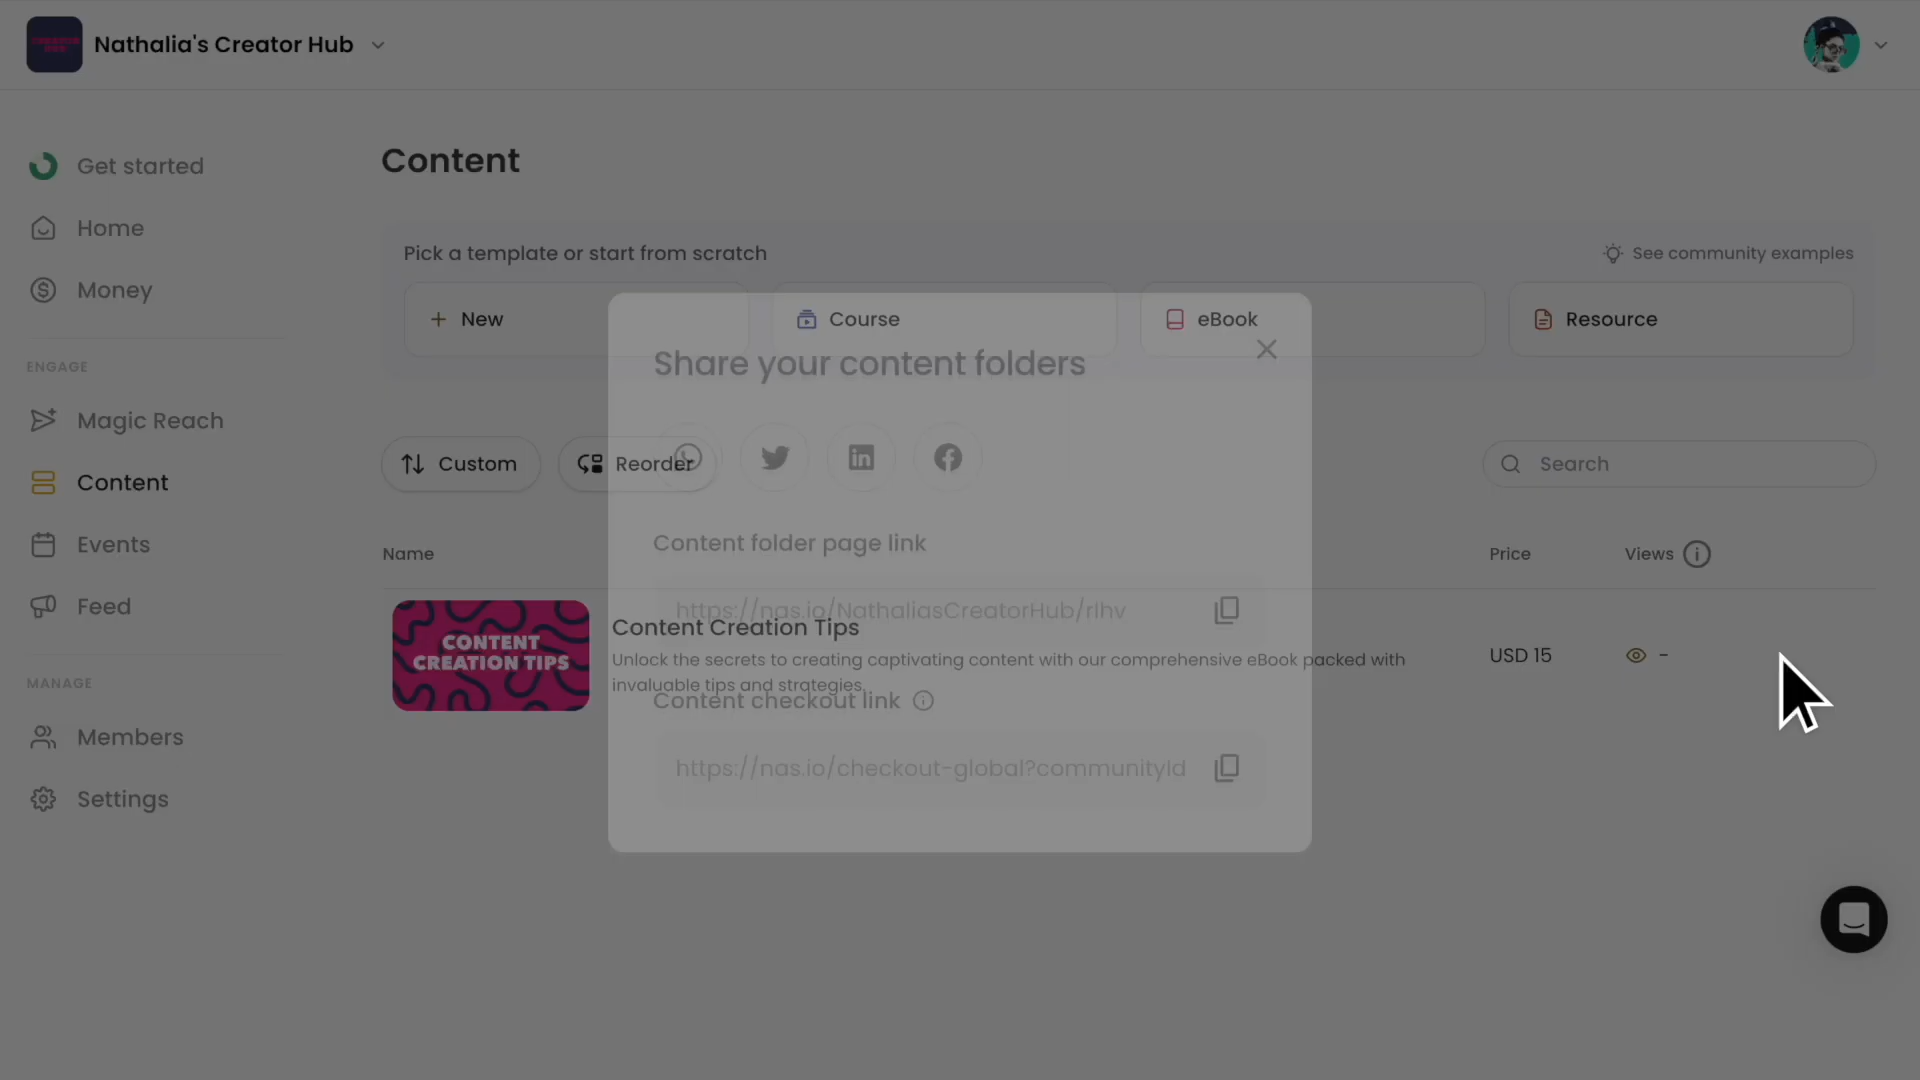 Nathalia's Creator Hub
Get started
Home
Money
ENGAGE
Magic Reach
Content
Events
Feed
MANAGE
Members
Settings
Content
Pick a template or start from scratch
See community examples
New
Course
eBook
Resource
Share your content folders
Custom
Reorder
Search
Content folder page link
Name
Price
Views
https://nas.io/NathaliasCreatorHub/rlhv
CONTENT
CREATION TIPS
Content Creation Tips
Unlock the secrets to creating captivating content with our comprehensive eBook packed with
invaluable tips and strategies.
USD 15
–
Content checkout link
https://nas.io/checkout-global?communityId